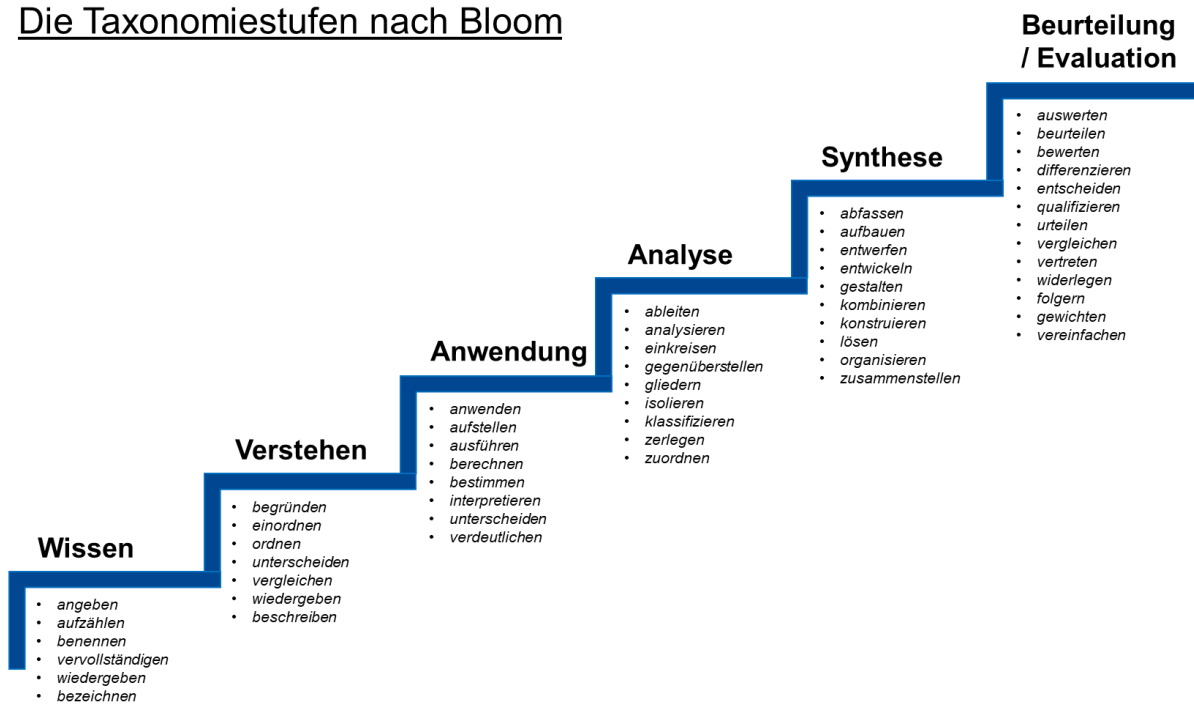 Die Taxonomiestufen nach Bloom
Wissen
• angeben
• aufzählen
• benennen
• vervollständigen
• wiedergeben
• bezeichnen
Verstehen
• begründen
• einordnen
• ordnen
• unterscheiden
• vergleichen
• wiedergeben
• beschreiben
Anwendung
• anwenden
• aufstellen
• ausführen
• berechnen
• bestimmen
• interpretieren
• unterscheiden
• verdeutlichen
Analyse
• ableiten
• analysieren
• einkreisen
• gegenüberstellen
• gliedern
• isolieren
• klassifizieren
• zerlegen
• zuordnen
Synthese
• abfassen
• aufbauen
• entwerfen
• entwickeln
• gestalten
• kombinieren
• konstruieren
• lösen
• organisieren
• zusammenstellen
Beurteilung
/ Evaluation
• auswerten
• beurteilen
• bewerten
• differenzieren
• entscheiden
• qualifizieren
• urteilen
• vergleichen
• vertreten
• widerlegen
• folgern
• gewichten
• vereinfachen